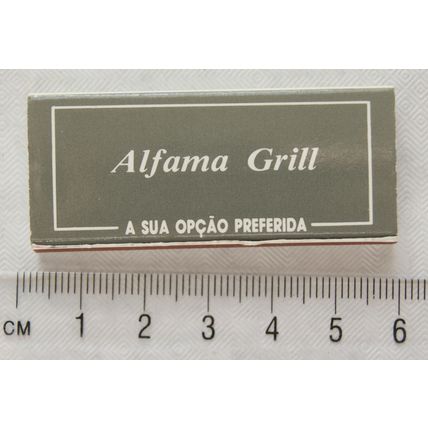 Alfama Grill
A SUA OPÇÃO PREFERIDA
CM 1 2 3 4 5 6